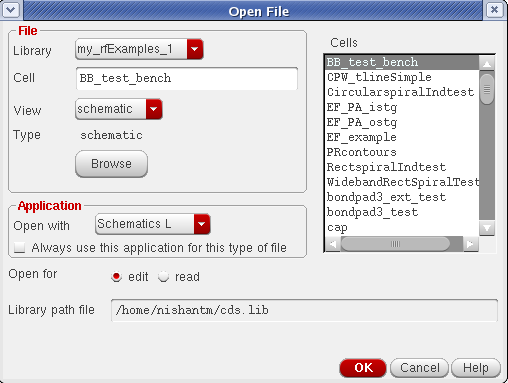 Open File
File
Library my_rfExamples_1
Cell BB_test_bench
View schematic
Type schematic
Browse
Application
Open with Schematics L
Always use this application for this type of file
Open for edit read
Library path file /home/nishantm/cds.lib
Cells
BB_test_bench
CPW_tlineSimple
CircularspiralIndtest
EF_PA_istg
EF_PA_ostg
EF_example
PRcontours
RectspiralIndtest
WidebandRectSpiralTest
bondpad3_ext_test
bondpad3_test
cap
OK Cancel Help